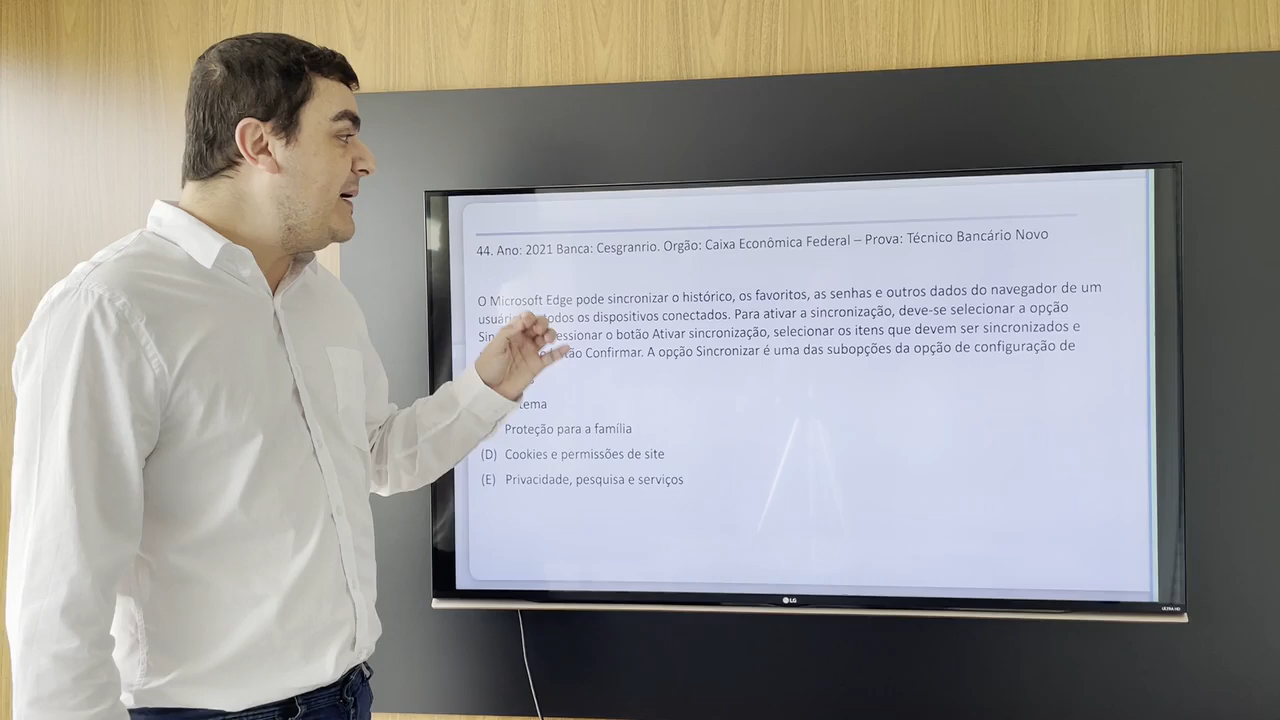 44. Ano: 2021 Banca: Cesgranrio. Orgão: Caixa Econômica Federal – Prova: Técnico Bancário Novo
O Microsoft Edge pode sincronizar o histórico, os favoritos, as senhas e outros dados do navegador de um
todos os dispositivos conectados. Para ativar a sincronização, deve-se selecionar a opção
o botão Ativar sincronização, selecionar os itens que devem ser sincronizados e
Confirmar. A opção Sincronizar é uma das subopções da opção de configuração de
Proteção para a família
(D) Cookies e permissões de site
(E) Privacidade, pesquisa e serviços
LG
ULTRA HD